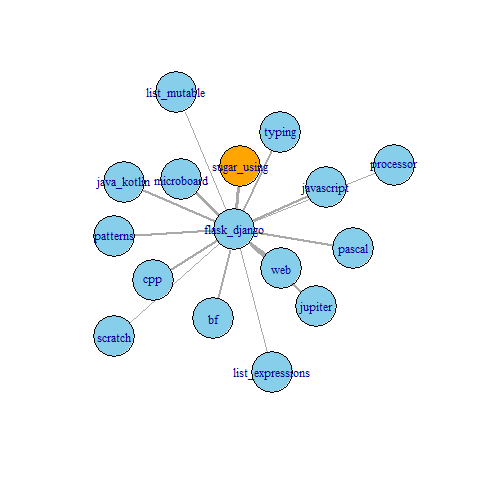 list_mutable
typing
processor
sugar_using
java_kotlin
microboard
javascript
flask_django
patterns
pascal
web
cpp
jupiter
bf
scratch
list_expressions